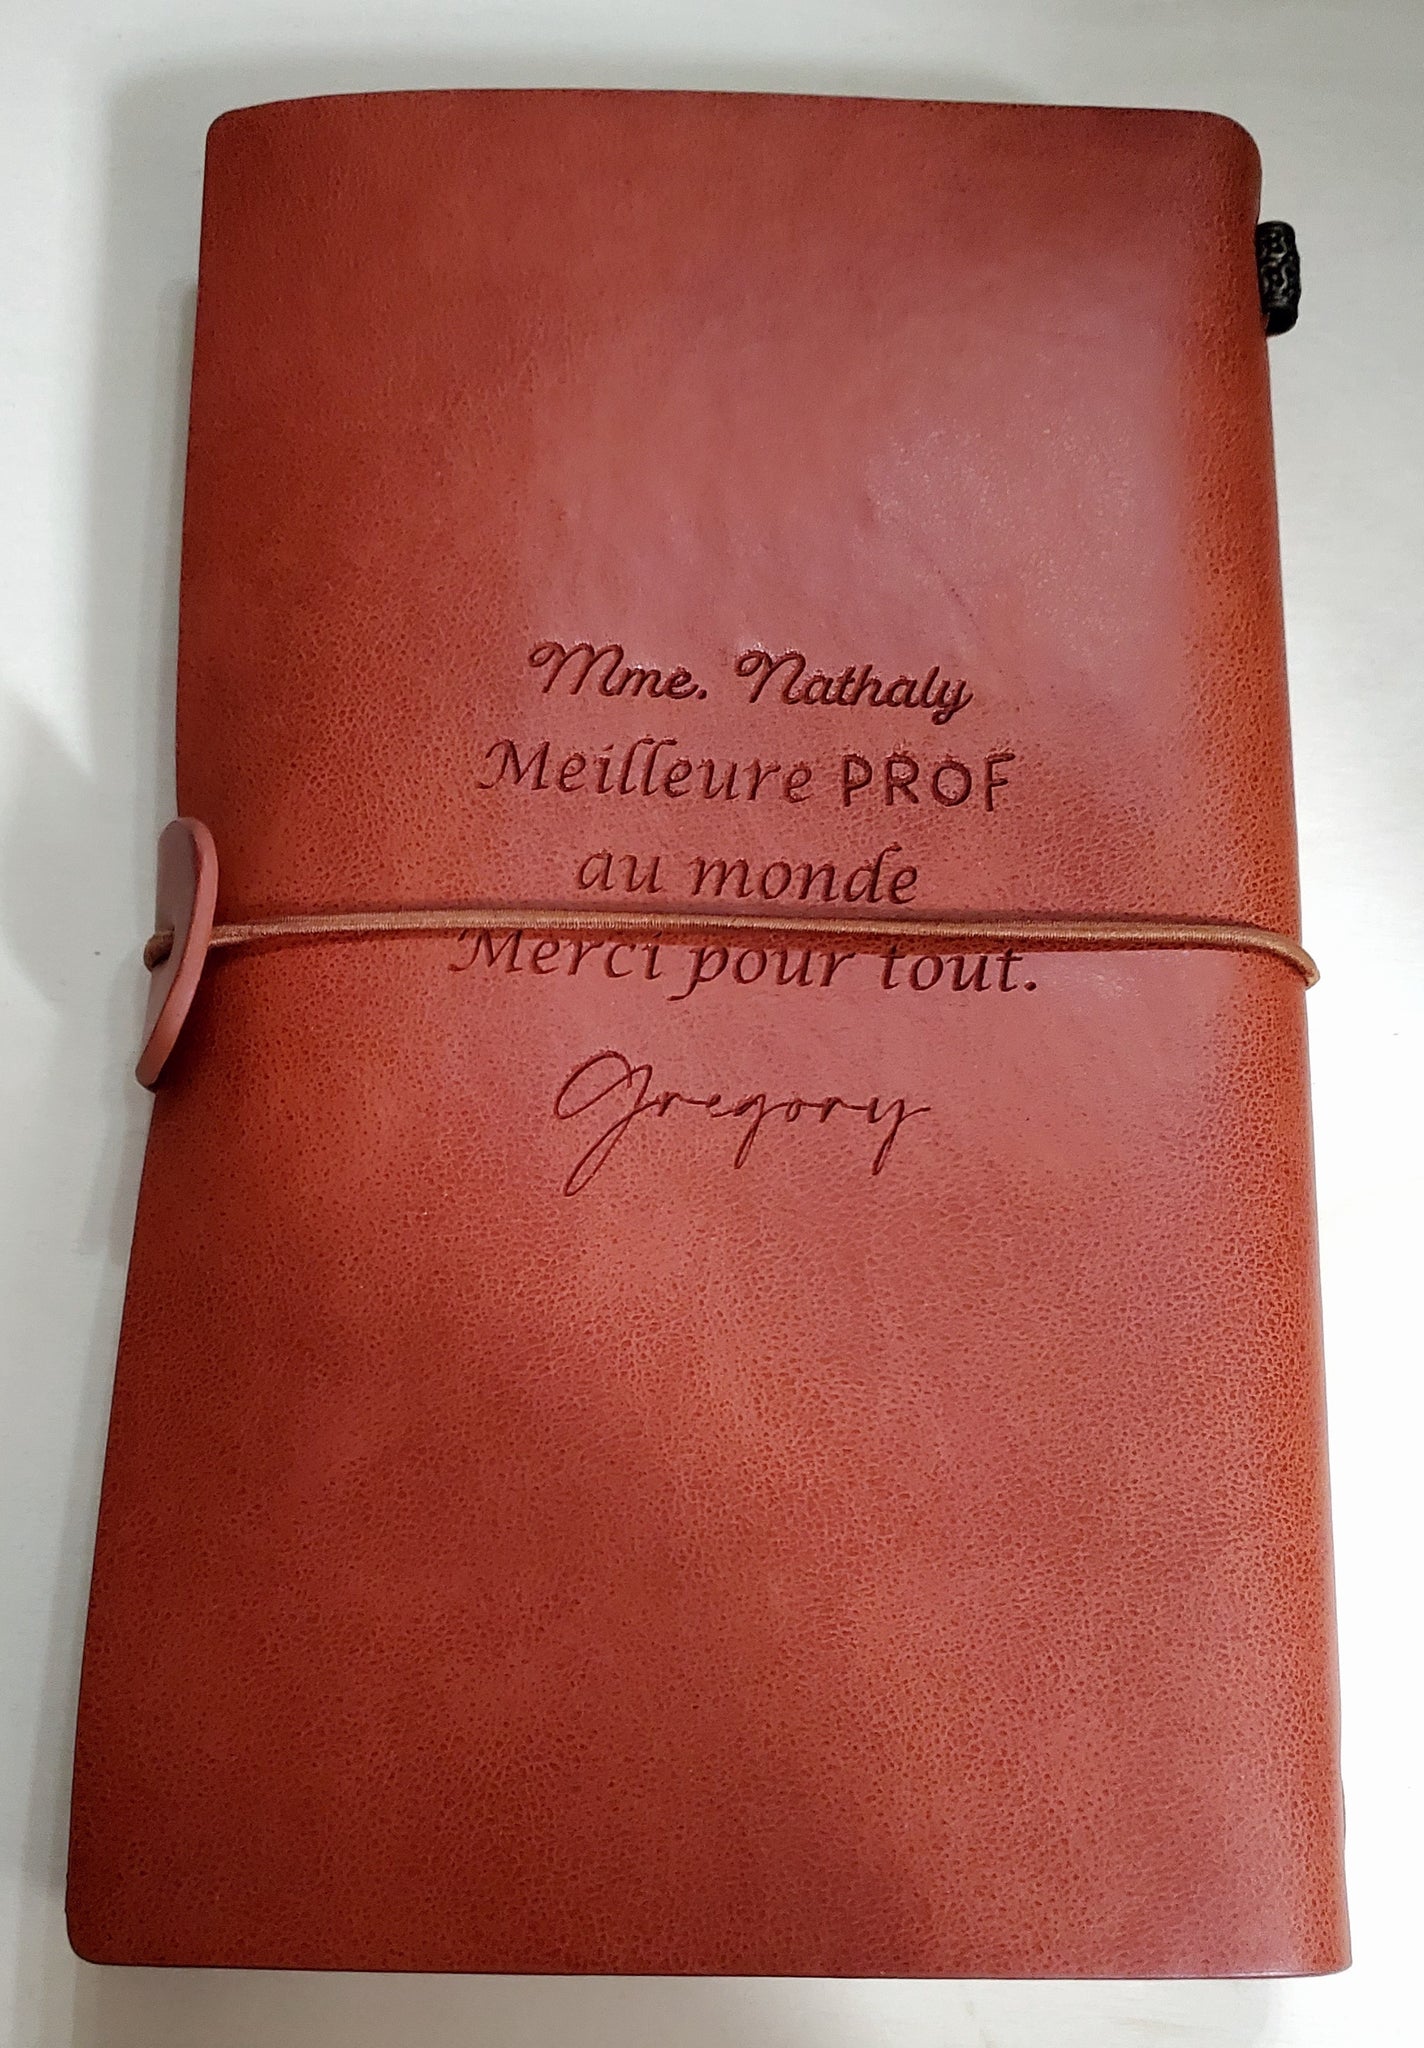 Mme. Nathaly
Meilleure PROF
au monde
Merci pour tout.
Gregory